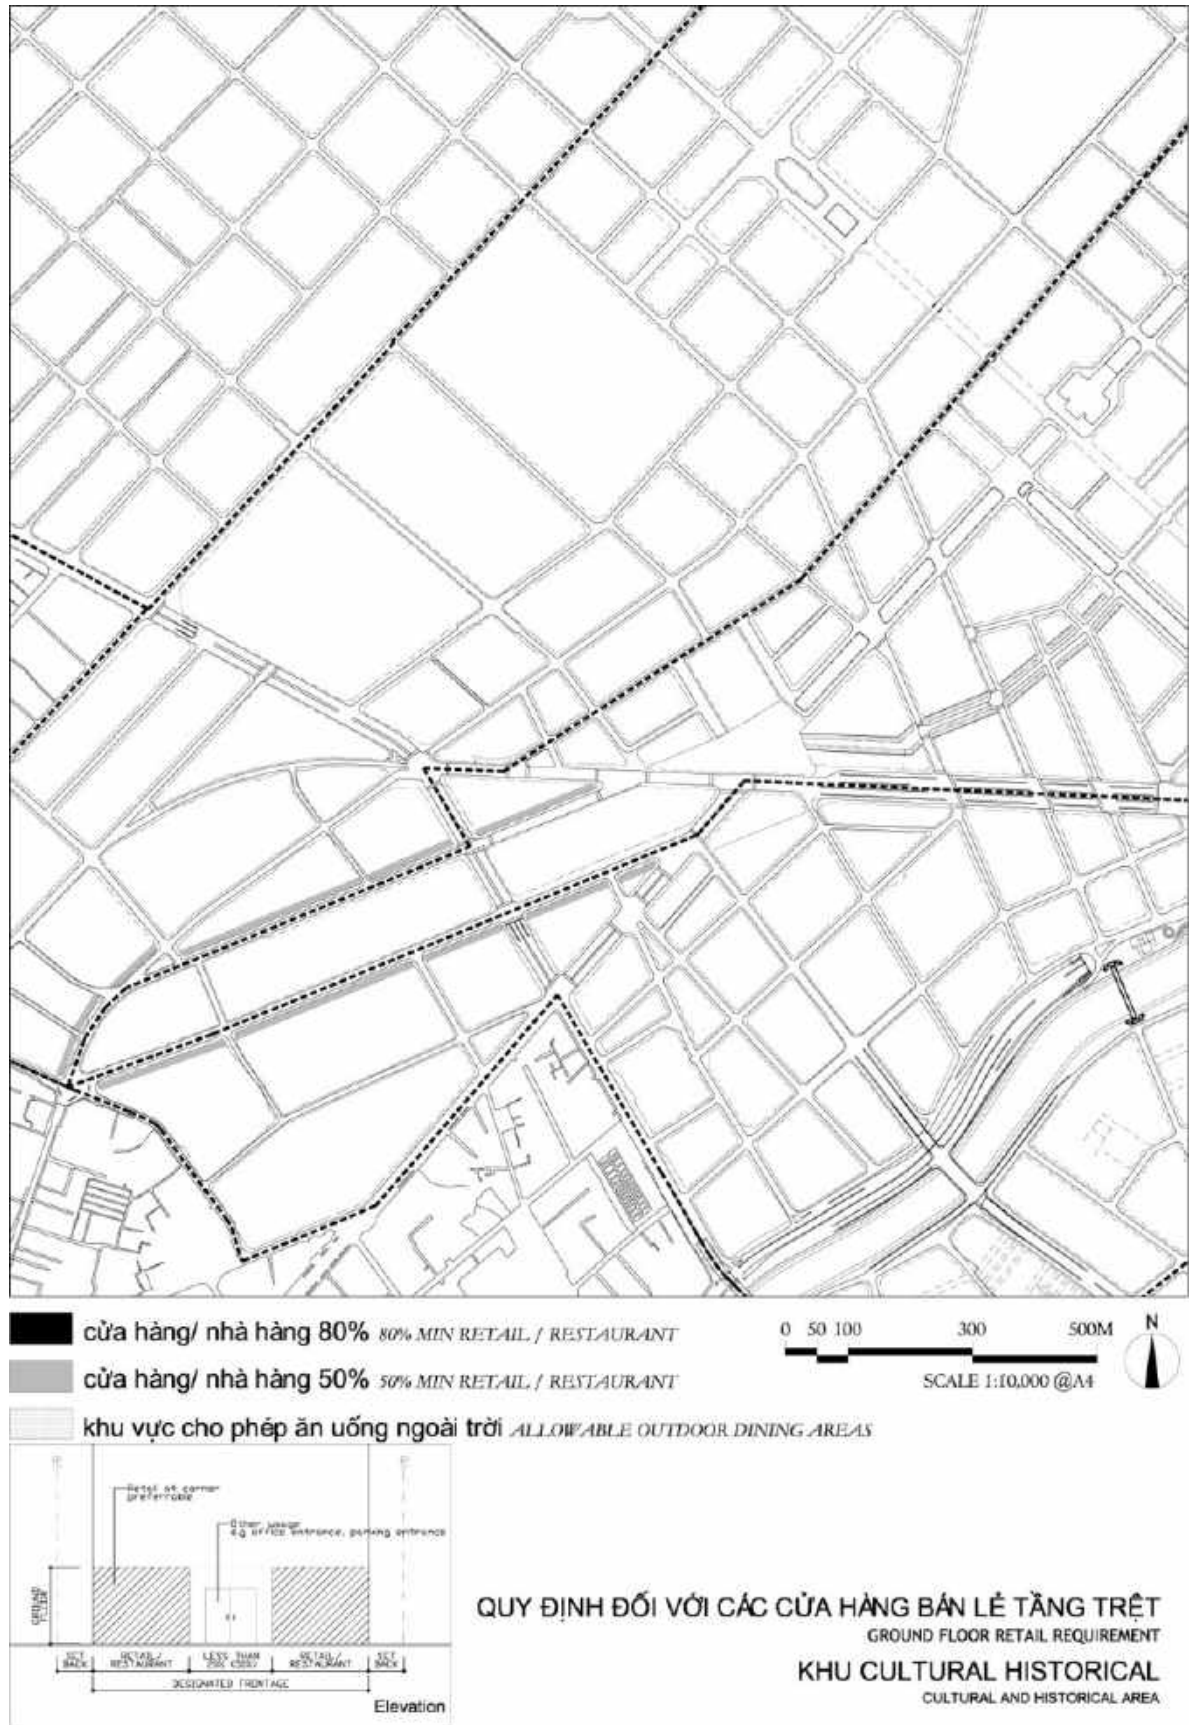 cửa hàng/ nhà hàng 80% 80% MIN RETAIL / RESTAURANT
0 50 100 300 500M
N
cửa hàng/ nhà hàng 50% 50% MIN RETAIL / RESTAURANT
SCALE 1:10,000 @A4
khu vực cho phép ăn uống ngoài trời ALLOWABLE OUTDOOR DINING AREAS
Retail at corner
preferrable
Other usage
e.g office entrance, parking entrance
GROUND
FLOOR
SET
BACK
RETAIL/
RESTAURANT
LESS THAN
RETAIL/
RESTAURANT
SET
BACK
DESIGNATED FRONTAGE
Elevation
QUY ĐỊNH ĐỐI VỚI CÁC CỬA HÀNG BÁN LẺ TẦNG TRỆT
GROUND FLOOR RETAIL REQUIREMENT
KHU CULTURAL HISTORICAL
CULTURAL AND HISTORICAL AREA